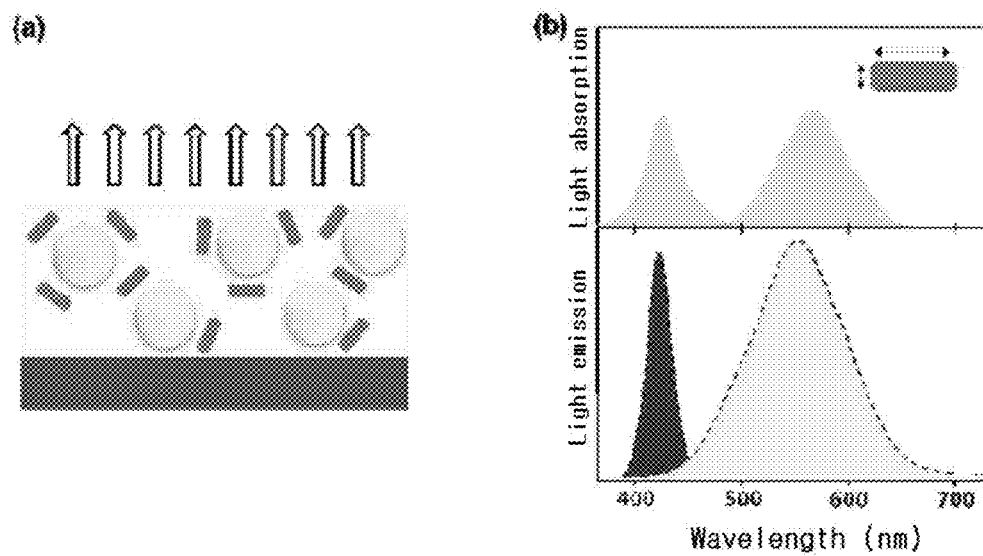 (a)
(b)
Light absorption
Light emission
400 500 600 700
Wavelength (nm)